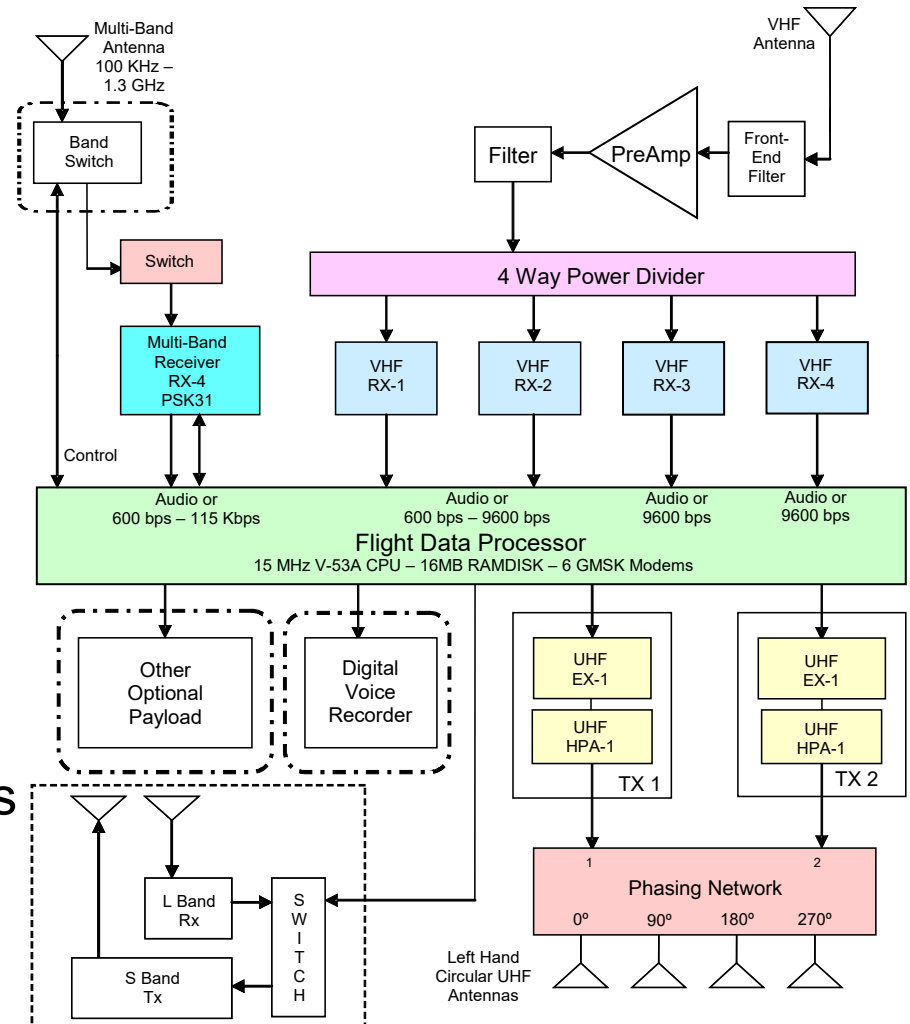 Multi-Band
Antenna
100 KHz –
1.3 GHz
VHF
Antenna
Band
Switch
Filter
PreAmp
Front-
End
Filter
Switch
4 Way Power Divider
Multi-Band
Receiver
RX-4
PSK31
VHF
RX-1
VHF
RX-2
VHF
RX-3
VHF
RX-4
Control
Audio or
600 bps – 115 Kbps
Audio or
600 bps – 9600 bps
Audio or
9600 bps
Audio or
9600 bps
Flight Data Processor
15 MHz V-53A CPU – 16MB RAMDISK – 6 GMSK Modems
Other
Optional
Payload
Digital
Voice
Recorder
UHF
EX-1
UHF
HPA-1
TX 1
UHF
EX-1
UHF
HPA-1
TX 2
s
L Band
Rx
S
W
I
T
C
H
S Band
Tx
1 2
Phasing Network
0º 90º 180º 270º
Left Hand
Circular UHF
Antennas